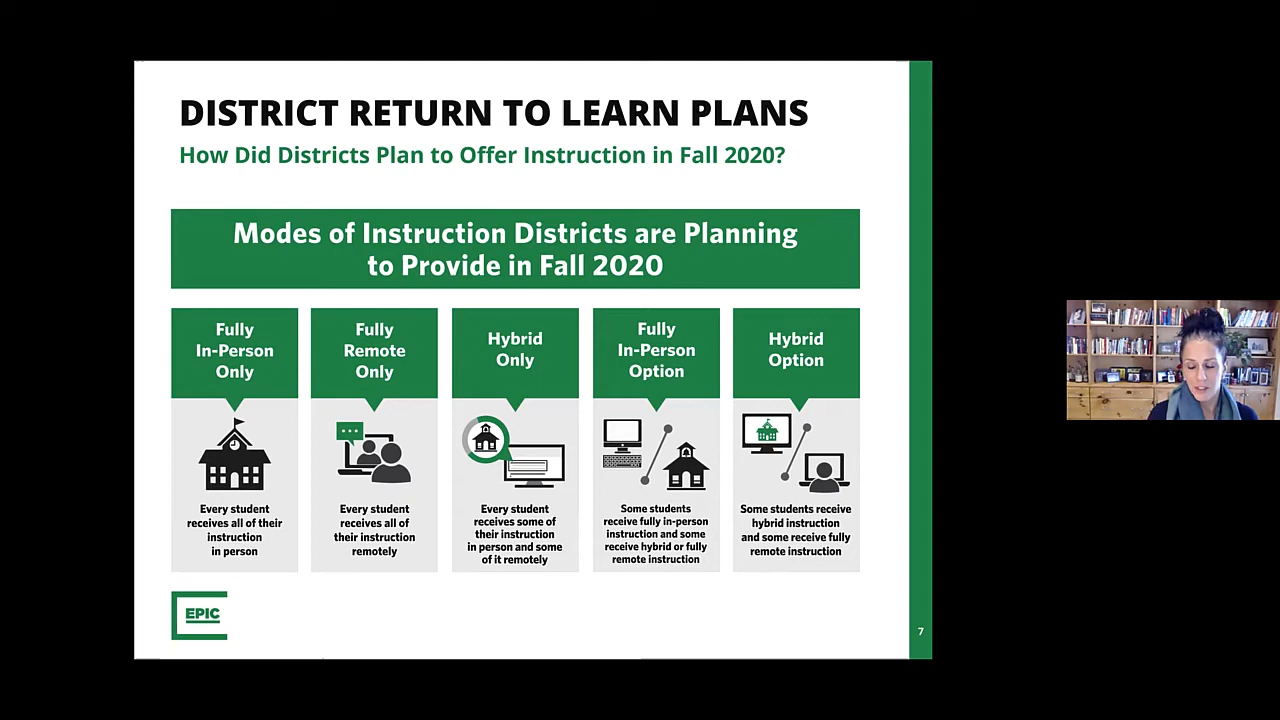 DISTRICT RETURN TO LEARN PLANS
How Did Districts Plan to Offer Instruction in Fall 2020?
Modes of Instruction Districts are Planning
to Provide in Fall 2020
Fully
In-Person
Only
Every student
receives all of their
instruction
in person
Fully
Remote
Only
Every student
receives all of
their instruction
remotely
Hybrid
Only
Every student
receives some of
their instruction
in person and some
of it remotely
Fully
In-Person
Option
Some students
receive fully in-person
instruction and some
receive hybrid or fully
remote instruction
Hybrid
Option
Some students receive
hybrid instruction
and some receive fully
remote instruction
EPIC
7